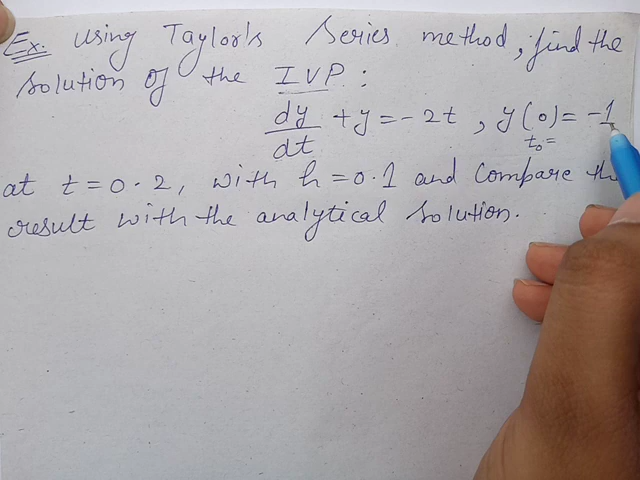 Ex. Using Taylor's Series method, find the
solution of the IVP:
dy/dt + y = -2t , y(0) = -1
t₀ =
at t = 0.2, with h = 0.1 and Compare the
result with the analytical solution.